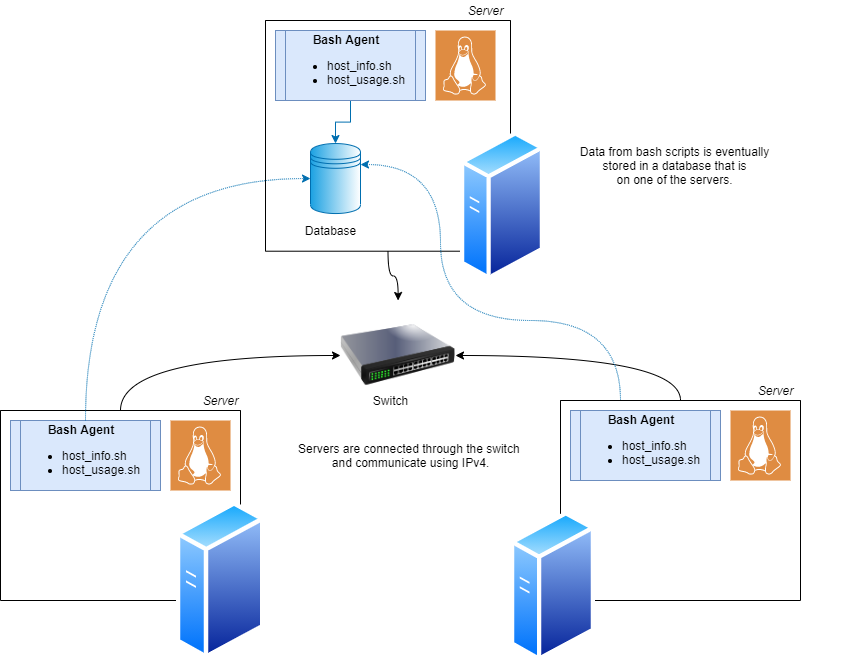 Server
Bash Agent
host_info.sh
host_usage.sh
Database
Data from bash scripts is eventually
stored in a database that is
on one of the servers.
Switch
Server
Bash Agent
host_info.sh
host_usage.sh
Servers are connected through the switch
and communicate using IPv4.
Server
Bash Agent
host_info.sh
host_usage.sh